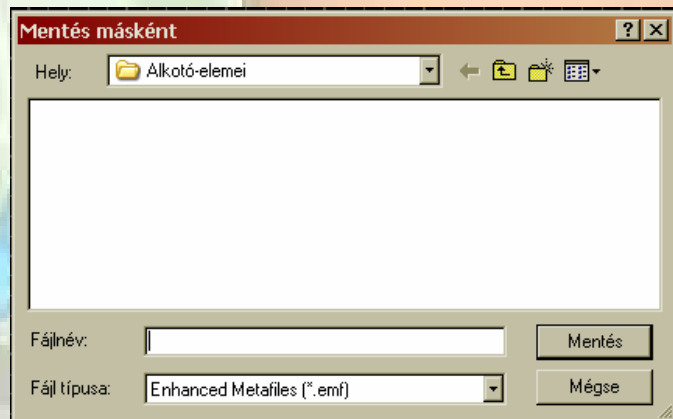 Mentés másként
Hely: Alkotó-elemei
Fájlnév:
Mentés
Fájl típusa: Enhanced Metafiles (*.emf)
Mégse